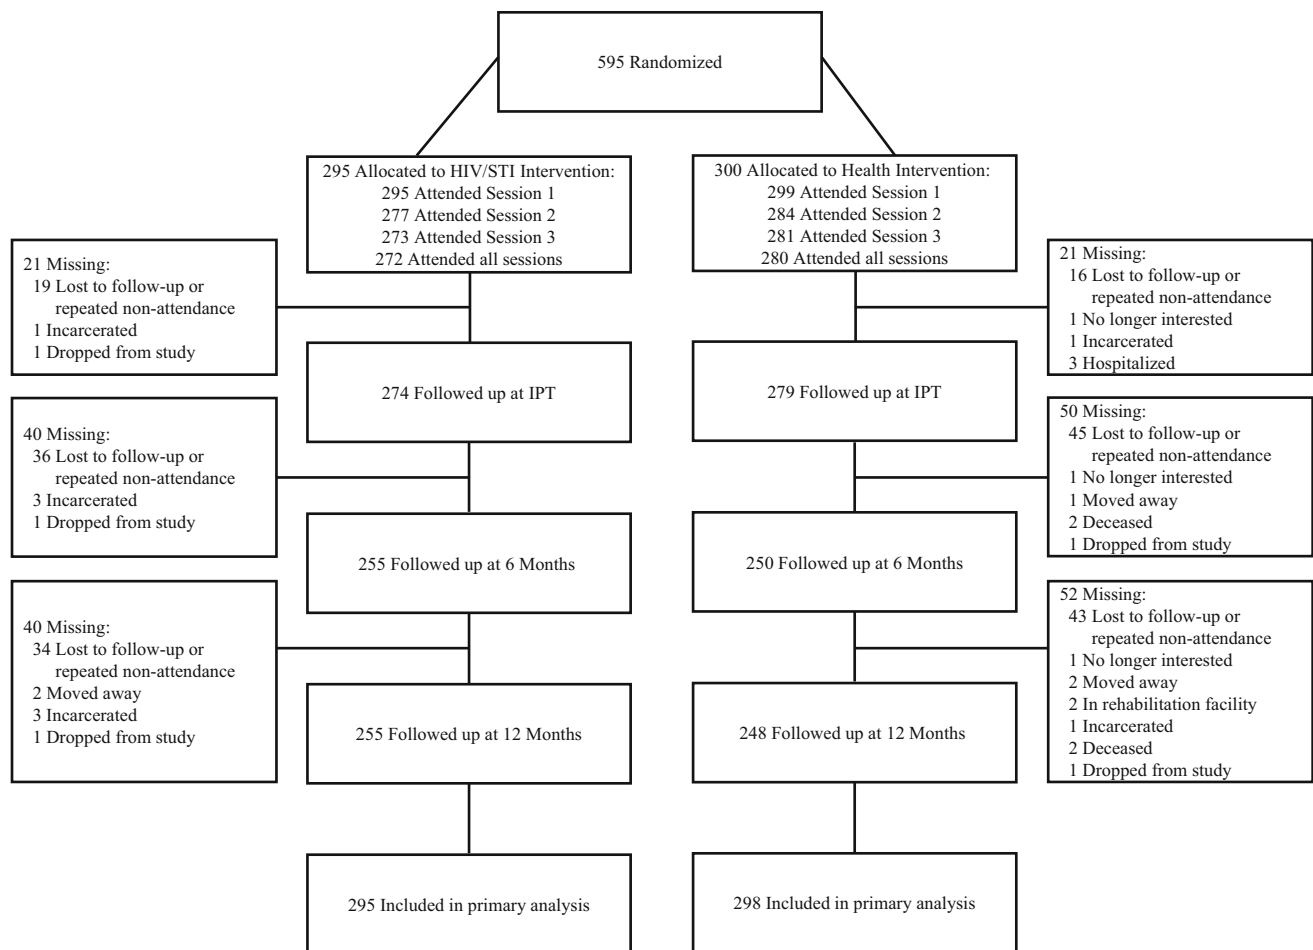 595 Randomized
295 Allocated to HIV/STI Intervention:
295 Attended Session 1
277 Attended Session 2
273 Attended Session 3
272 Attended all sessions
300 Allocated to Health Intervention:
299 Attended Session 1
284 Attended Session 2
281 Attended Session 3
280 Attended all sessions
21 Missing:
19 Lost to follow-up or
repeated non-attendance
1 Incarcerated
1 Dropped from study
21 Missing:
16 Lost to follow-up or
repeated non-attendance
1 No longer interested
1 Incarcerated
3 Hospitalized
274 Followed up at IPT
279 Followed up at IPT
40 Missing:
36 Lost to follow-up or
repeated non-attendance
3 Incarcerated
1 Dropped from study
50 Missing:
45 Lost to follow-up or
repeated non-attendance
1 No longer interested
1 Moved away
2 Deceased
1 Dropped from study
255 Followed up at 6 Months
250 Followed up at 6 Months
40 Missing:
34 Lost to follow-up or
repeated non-attendance
2 Moved away
3 Incarcerated
1 Dropped from study
52 Missing:
43 Lost to follow-up or
repeated non-attendance
1 No longer interested
2 Moved away
2 In rehabilitation facility
1 Incarcerated
2 Deceased
1 Dropped from study
255 Followed up at 12 Months
248 Followed up at 12 Months
295 Included in primary analysis
298 Included in primary analysis